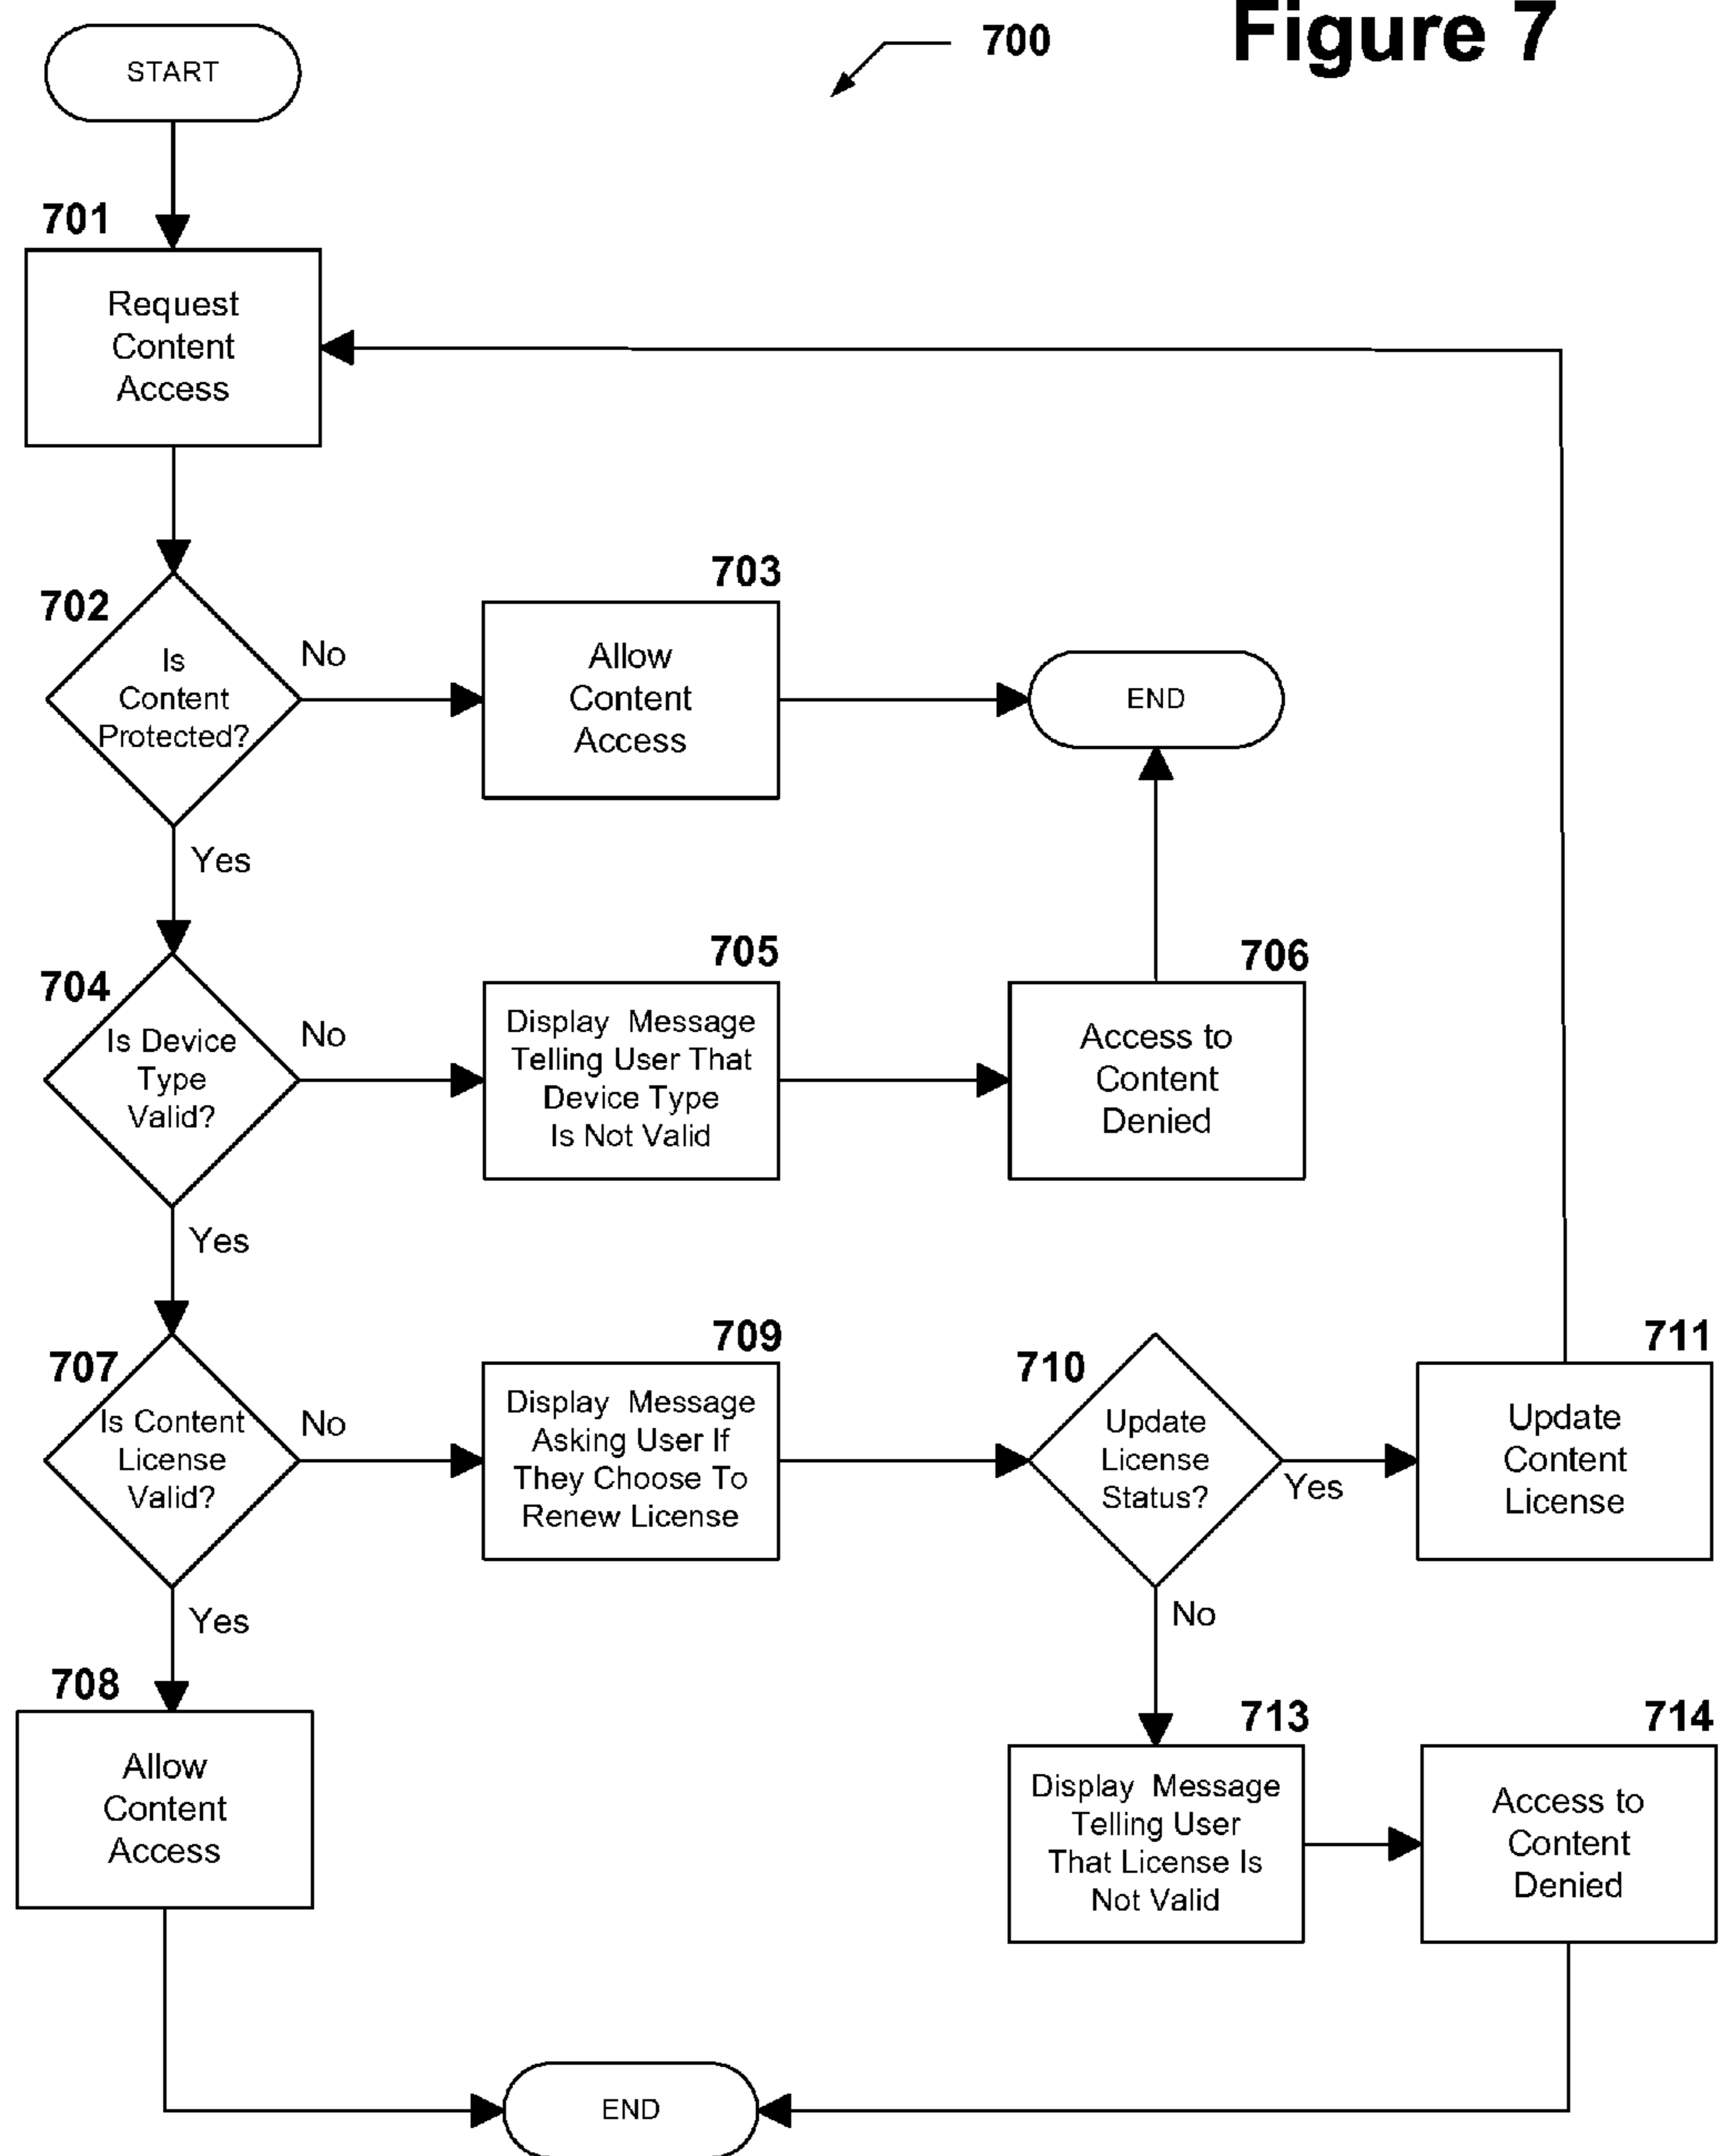 Figure 7
700
START
701
Request
Content
Access
702
Is
Content
Protected?
No
703
Allow
Content
Access
END
Yes
704
Is Device
Type
Valid?
No
705
Display Message
Telling User That
Device Type
Is Not Valid
706
Access to
Content
Denied
Yes
707
Is Content
License
Valid?
No
709
Display Message
Asking User If
They Choose To
Renew License
710
Update
License
Status?
Yes
711
Update
Content
License
Yes
No
708
Allow
Content
Access
713
Display Message
Telling User
That License Is
Not Valid
714
Access to
Content
Denied
END